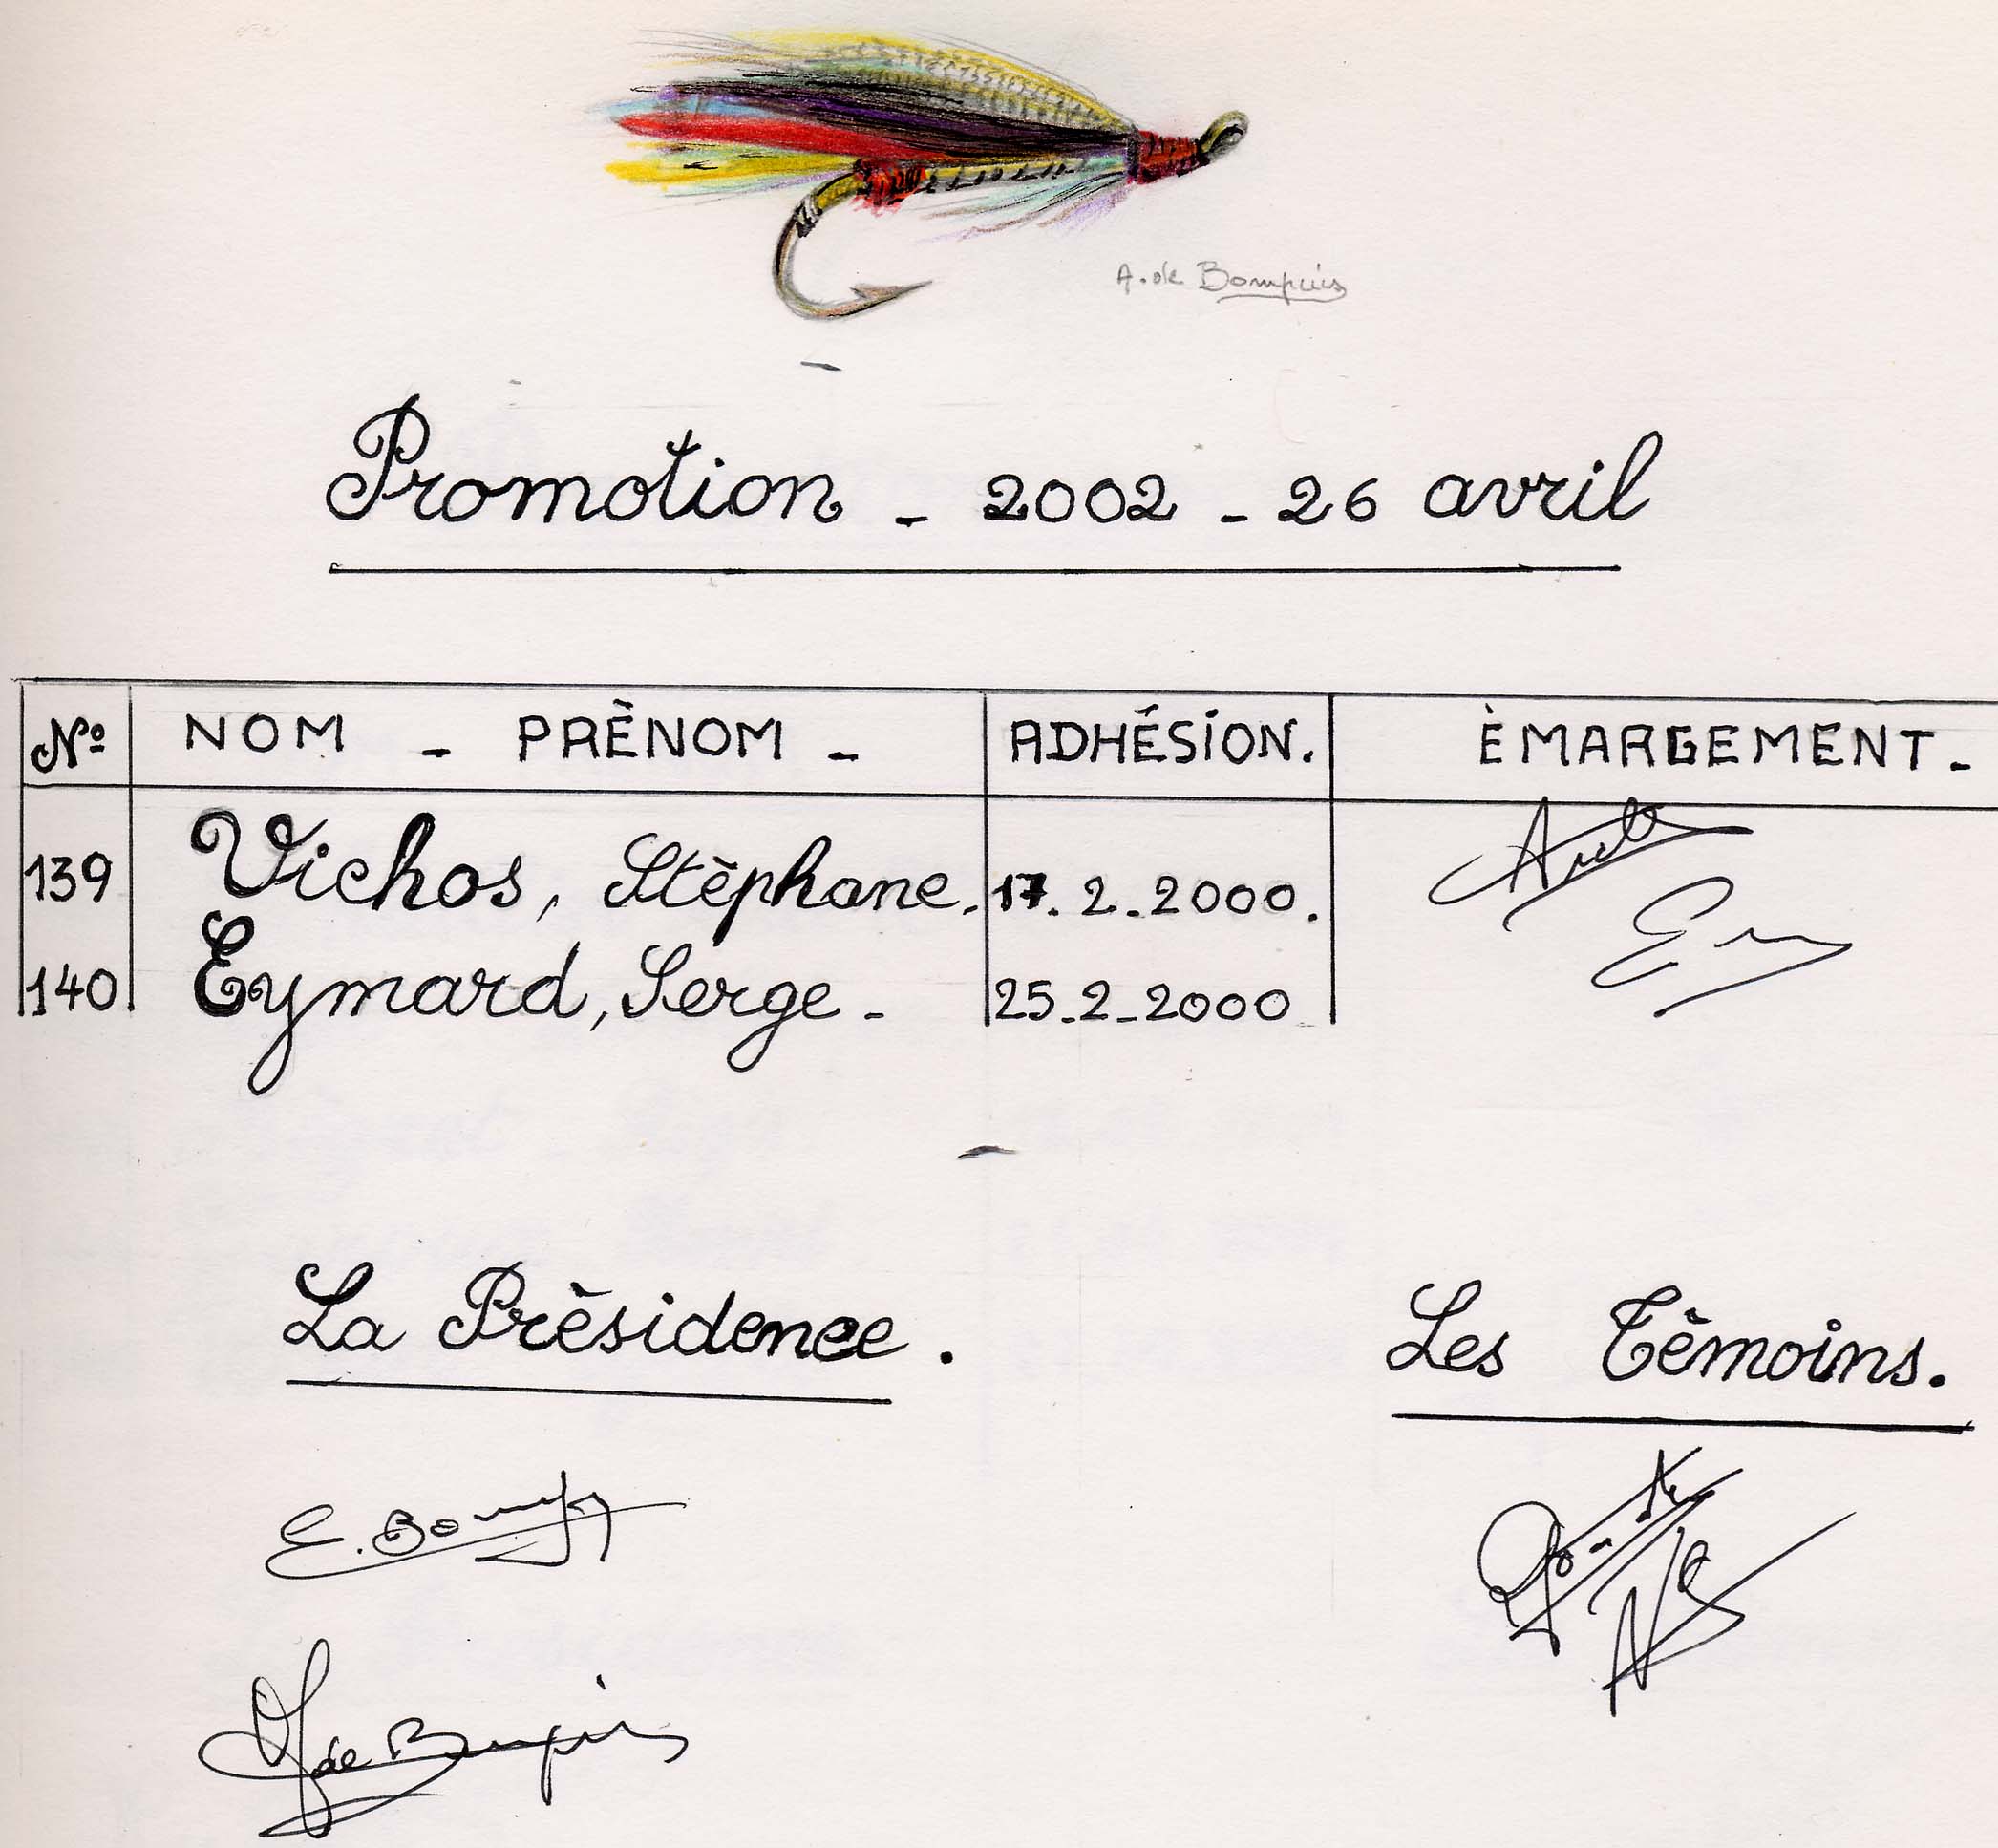 A. de Bompuis
Promotion - 2002 - 26 avril
Nº NOM - PRÈNOM - ADHÉSION. ÈMARGEMENT -
139 Vichos, Stèphane. 17. 2. 2000.
140 Eymard, Serge - 25-2-2000
La Prèsidence. Les Tèmoins.